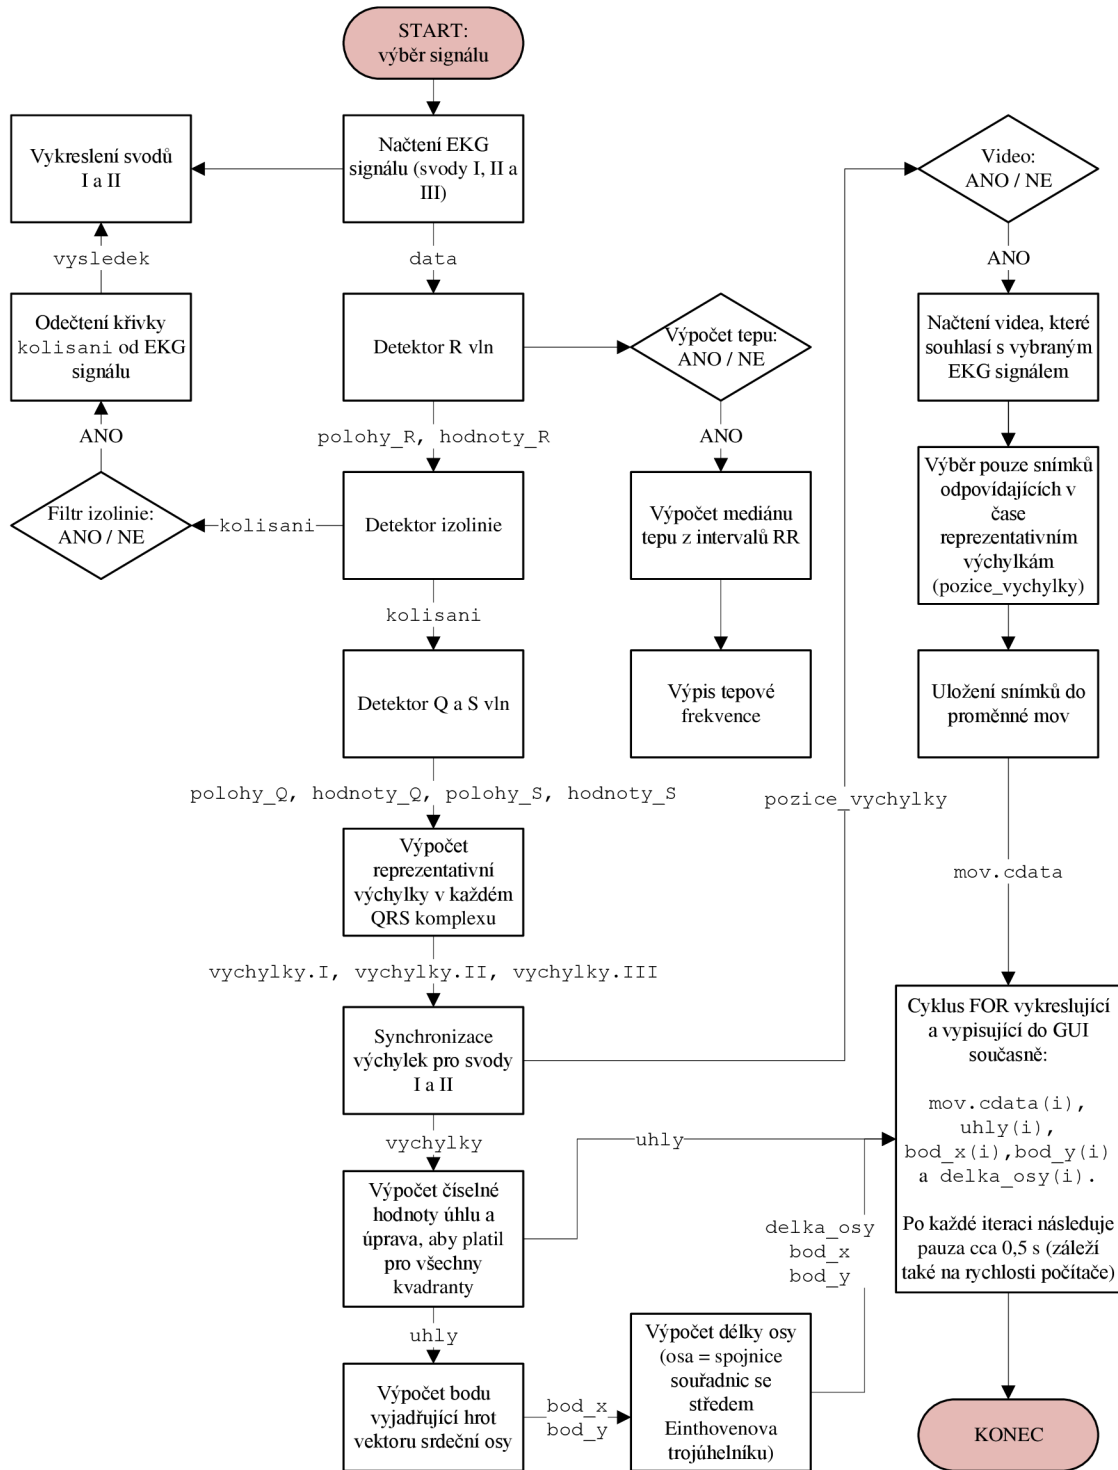 START:
výběr signálu
Vykreslení svodů
I a II
Načtení EKG
signálu (svody I, II a
III)
Video:
ANO / NE
vysledek
data
ANO
Odečtení křivky
kolisani od EKG
signálu
Detektor R vln
Výpočet tepu:
ANO / NE
Načtení videa, které
souhlasí s vybraným
EKG signálem
ANO
polohy_R, hodnoty_R
ANO
Filtr izolinie:
ANO / NE
kolisani
Detektor izolinie
Výpočet mediánu
tepu z intervalů RR
Výběr pouze snímků
odpovídajících v
čase
reprezentativním
výchylkám
(pozice_vychylky)
kolisani
Detektor Q a S vln
Výpis tepové
frekvence
Uložení snímků do
proměnné mov
polohy_Q, hodnoty_Q, polohy_S, hodnoty_S
pozice_vychylky
Výpočet
reprezentativní
výchylky v každém
QRS komplexu
mov.cdata
vychylky.I, vychylky.II, vychylky.III
Synchronizace
výchylek pro svody
I a II
Cyklus FOR vykreslující
a vypisující do GUI
současně:
mov.cdata(i),
uhly(i),
bod_x(i),bod_y(i)
a delka_osy(i).
Po každé iteraci následuje
pauza cca 0,5 s (záleží
také na rychlosti počítače)
vychylky
uhly
Výpočet číselné
hodnoty úhlu a
úprava, aby platil
pro všechny
kvadranty
delka_osy
bod_x
bod_y
uhly
Výpočet bodu
vyjadřující hrot
vektoru srdeční osy
bod_x
bod_y
Výpočet délky osy
(osa = spojnice
souřadnic se
středem
Einthovenova
trojúhelníku)
KONEC